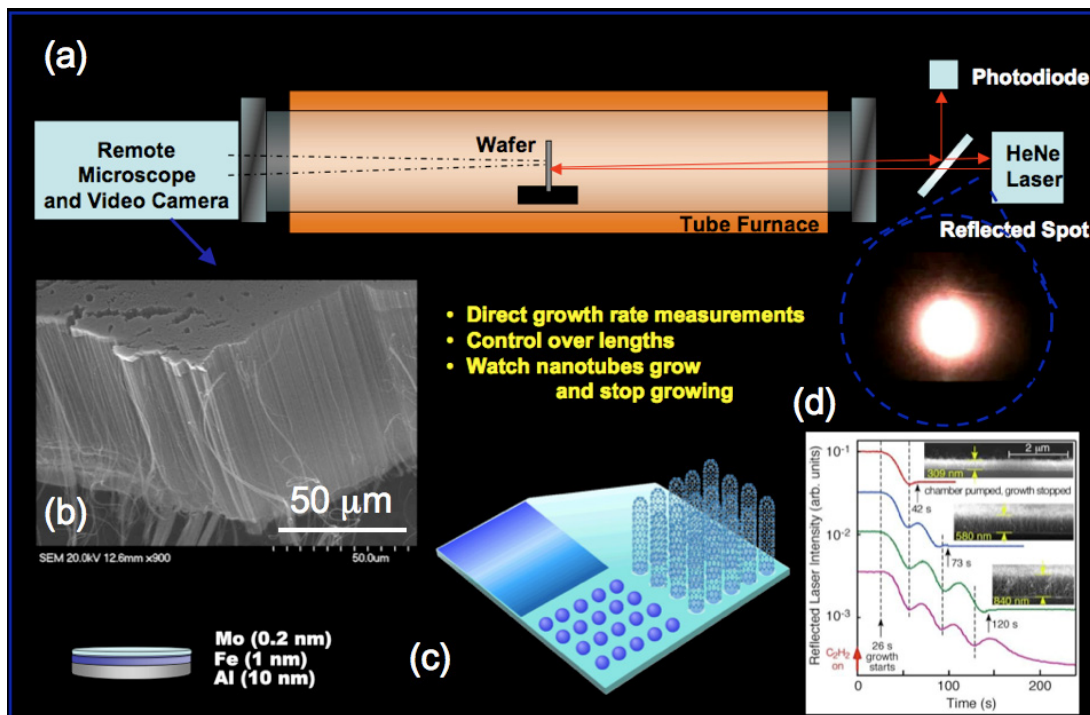 (a)
Remote
Microscope
and Video Camera
Wafer
Tube Furnace
Photodiode
HeNe
Laser
Reflected Spot
(b)
50 μm
SEM 20.0kV 12.6mm x900
50.0um
• Direct growth rate measurements
• Control over lengths
• Watch nanotubes grow
and stop growing
Mo (0.2 nm)
Fe (1 nm)
Al (10 nm)
(c)
(d)
Reflected Laser Intensity (arb. units)
10⁻¹
10⁻²
10⁻³
2 μm
309 nm
chamber pumped, growth stopped
42 s
580 nm
73 s
840 nm
120 s
26 s
growth
starts
C₂H₂
on
0
100
200
Time (s)